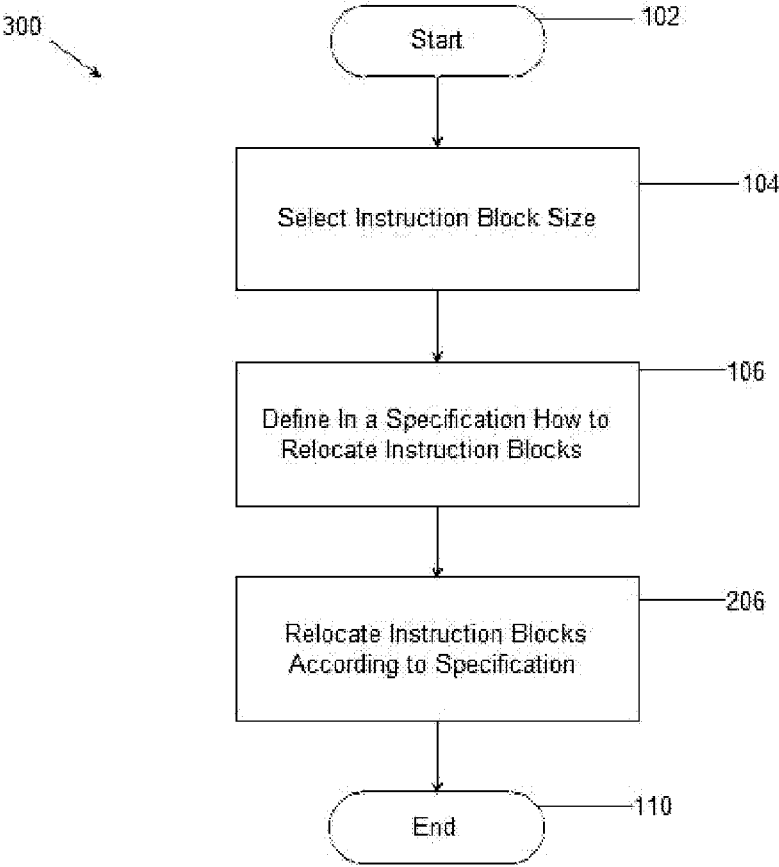 300
Start
102
Select Instruction Block Size
104
Define In a Specification How to
Relocate Instruction Blocks
106
Relocate Instruction Blocks
According to Specification
206
End
110